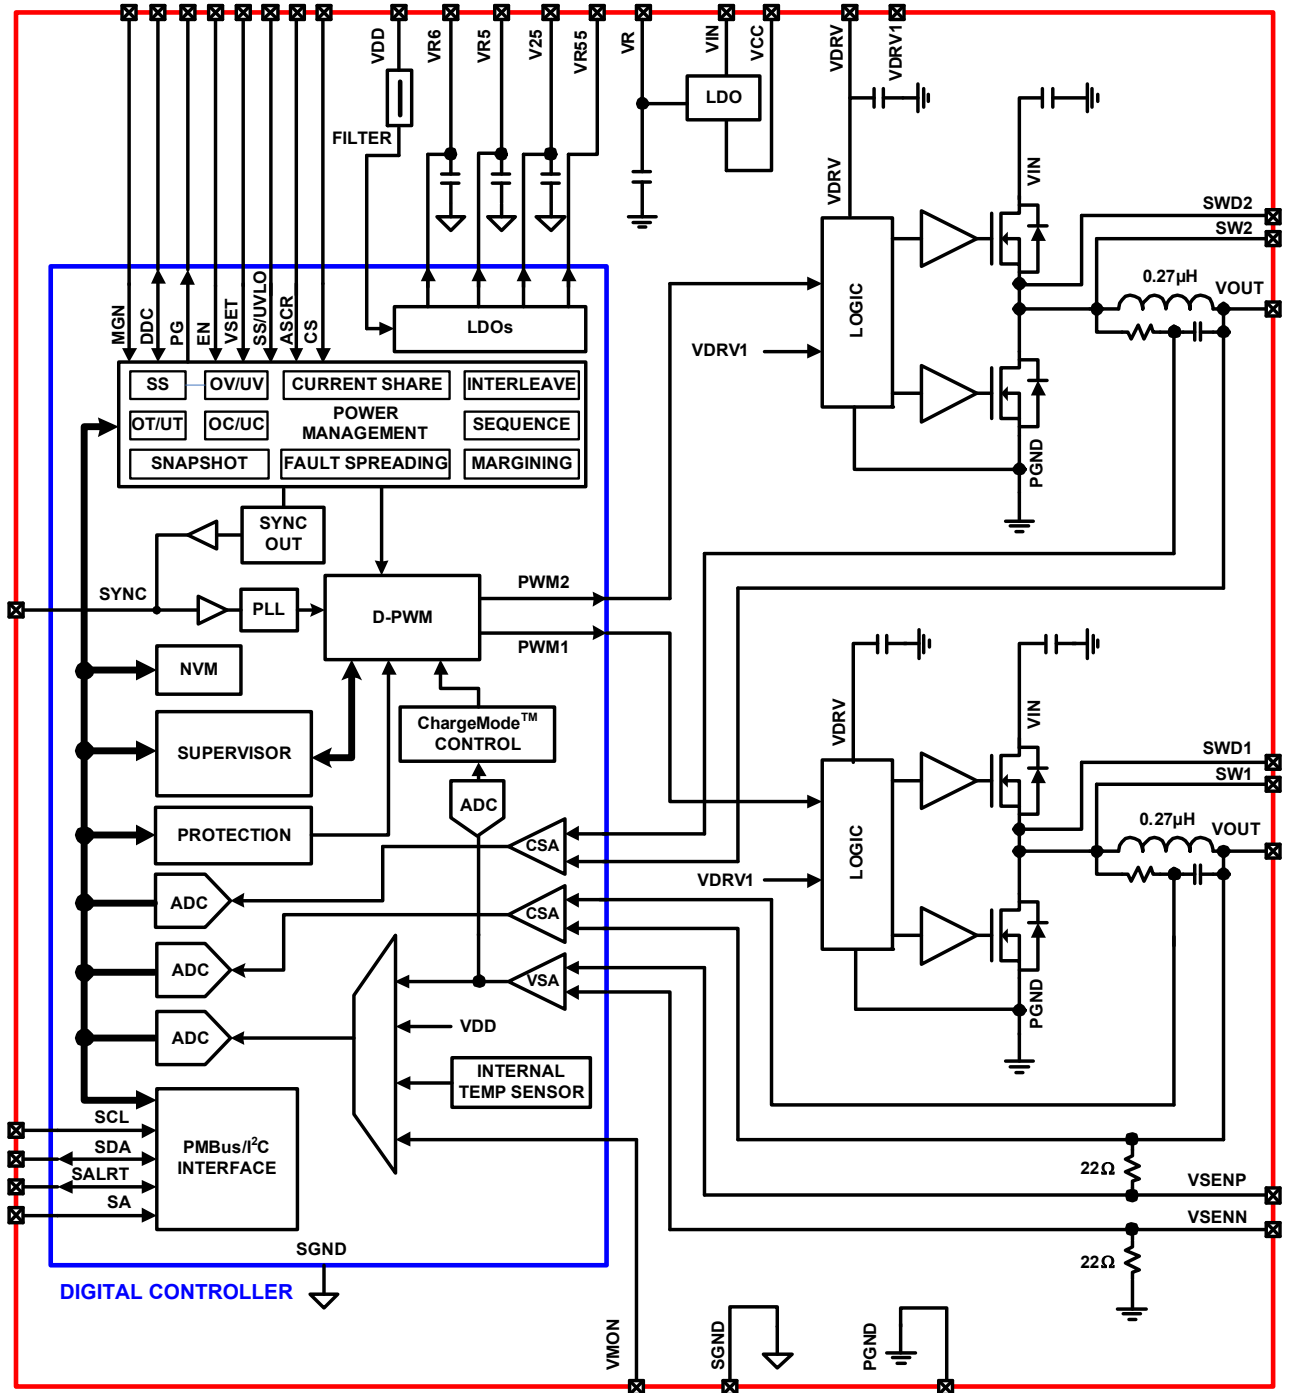 VDD
VR6
VR5
V25
VR55
VR
VIN
VCC
VDRV
VDRV1
LDO
FILTER
VDRV
VIN
SWD2
SW2
0.27µH
VOUT
LOGIC
VDRV1
PGND
MGN
DDC
PG
EN
VSET
SS/UVLO
ASCR
CS
LDOs
SS
OV/UV
CURRENT SHARE
INTERLEAVE
OT/UT
OC/UC
POWER
MANAGEMENT
SEQUENCE
SNAPSHOT
FAULT SPREADING
MARGINING
SYNC
OUT
SYNC
PLL
D-PWM
PWM2
PWM1
NVM
SUPERVISOR
ChargeMode™
CONTROL
PROTECTION
ADC
CSA
ADC
CSA
ADC
VSA
ADC
VDD
INTERNAL
TEMP SENSOR
VDRV
VIN
SWD1
SW1
0.27µH
VOUT
LOGIC
VDRV1
PGND
SCL
SDA
SALRT
SA
PMBus/I²C
INTERFACE
22Ω
VSENP
VSENN
22Ω
SGND
DIGITAL CONTROLLER
VMON
SGND
PGND